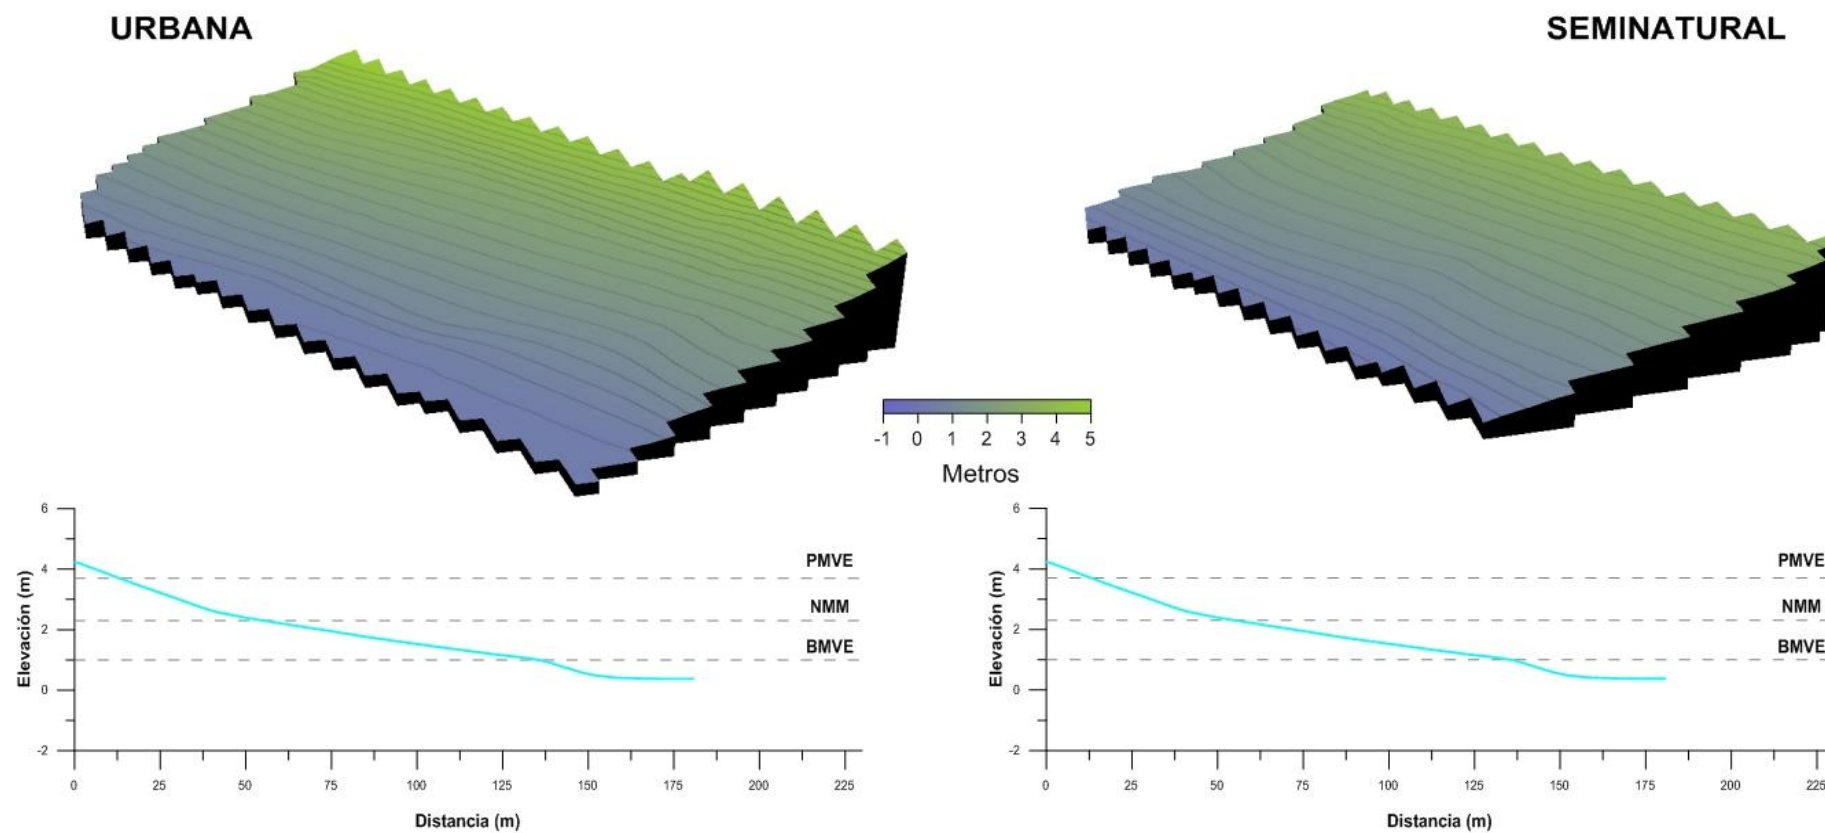 URBANA
SEMINATURAL
-1 0 1 2 3 4 5
Metros
6
4
2
0
-2
Elevación (m)
PMVE
NMM
BMVE
0 25 50 75 100 125 150 175 200 225
Distancia (m)
6
4
2
0
-2
Elevación (m)
PMVE
NMM
BMVE
0 25 50 75 100 125 150 175 200 225
Distancia (m)